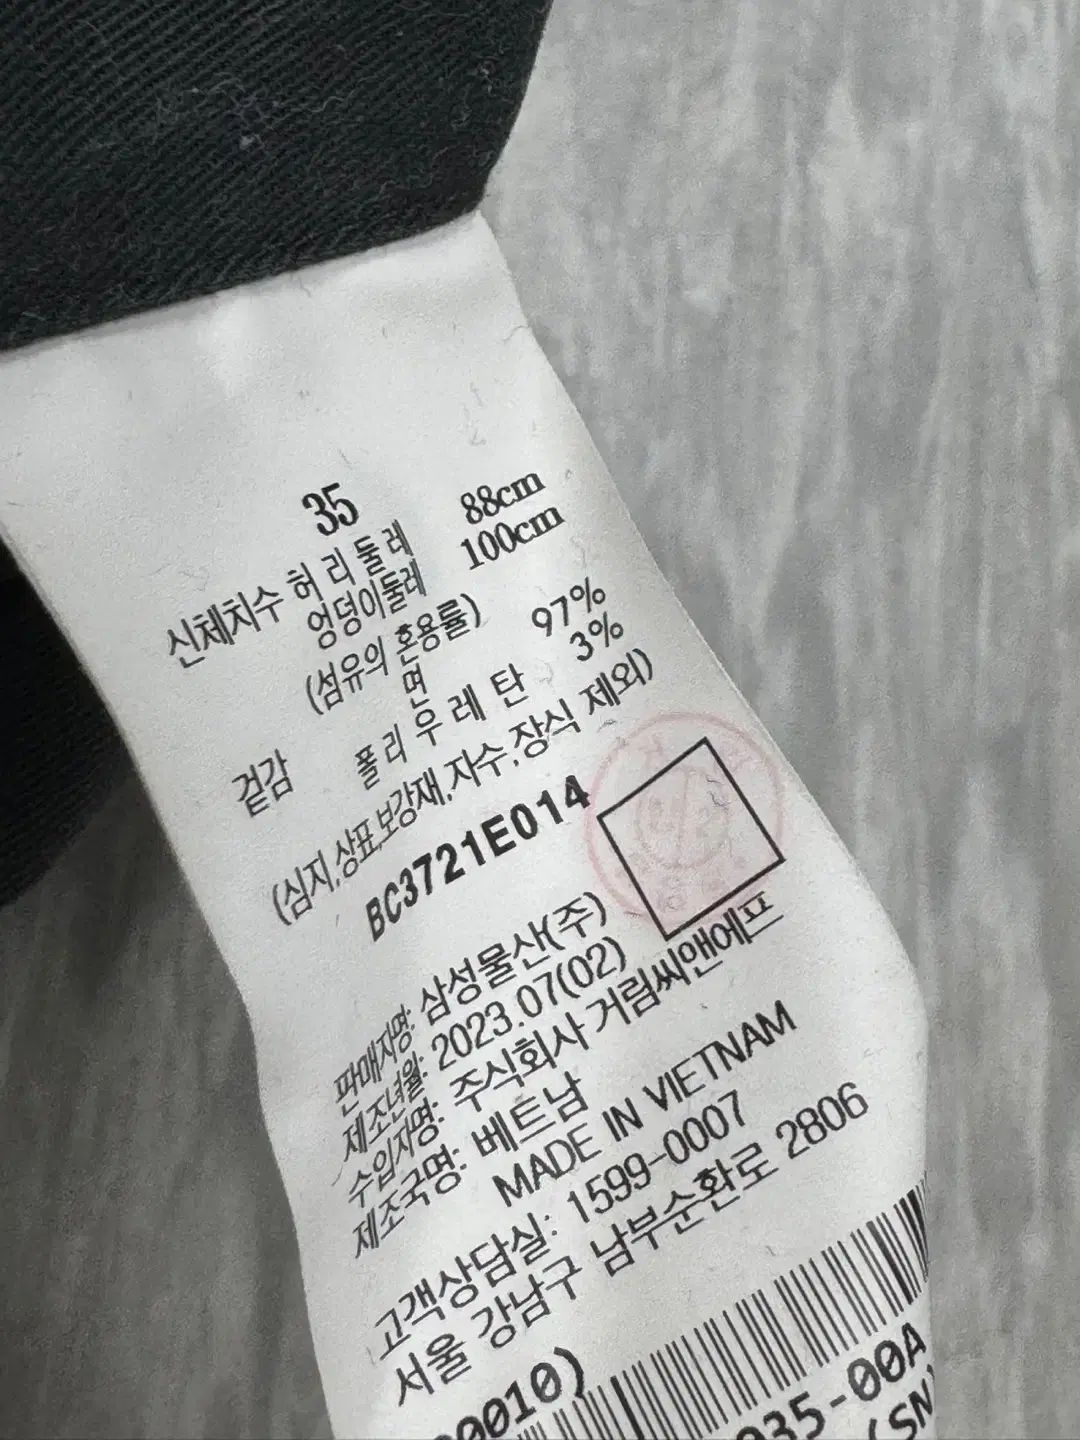 35
신체치수 허리둘레 88cm
엉덩이둘레 100cm
(섬유의 혼용률)
겉감 면 97%
폴리우레탄 3%
(심지,상표,보강재,자수,장식 제외)
BC3721E014
판매자명: 삼성물산(주)
제조년월: 2023.07(02)
수입자명: 주식회사 거림씨앤에프
제조국명: 베트남
MADE IN VIETNAM
고객상담실: 1599-0007
서울 강남구 남부순환로 2806
0010)
935-00A
(SN